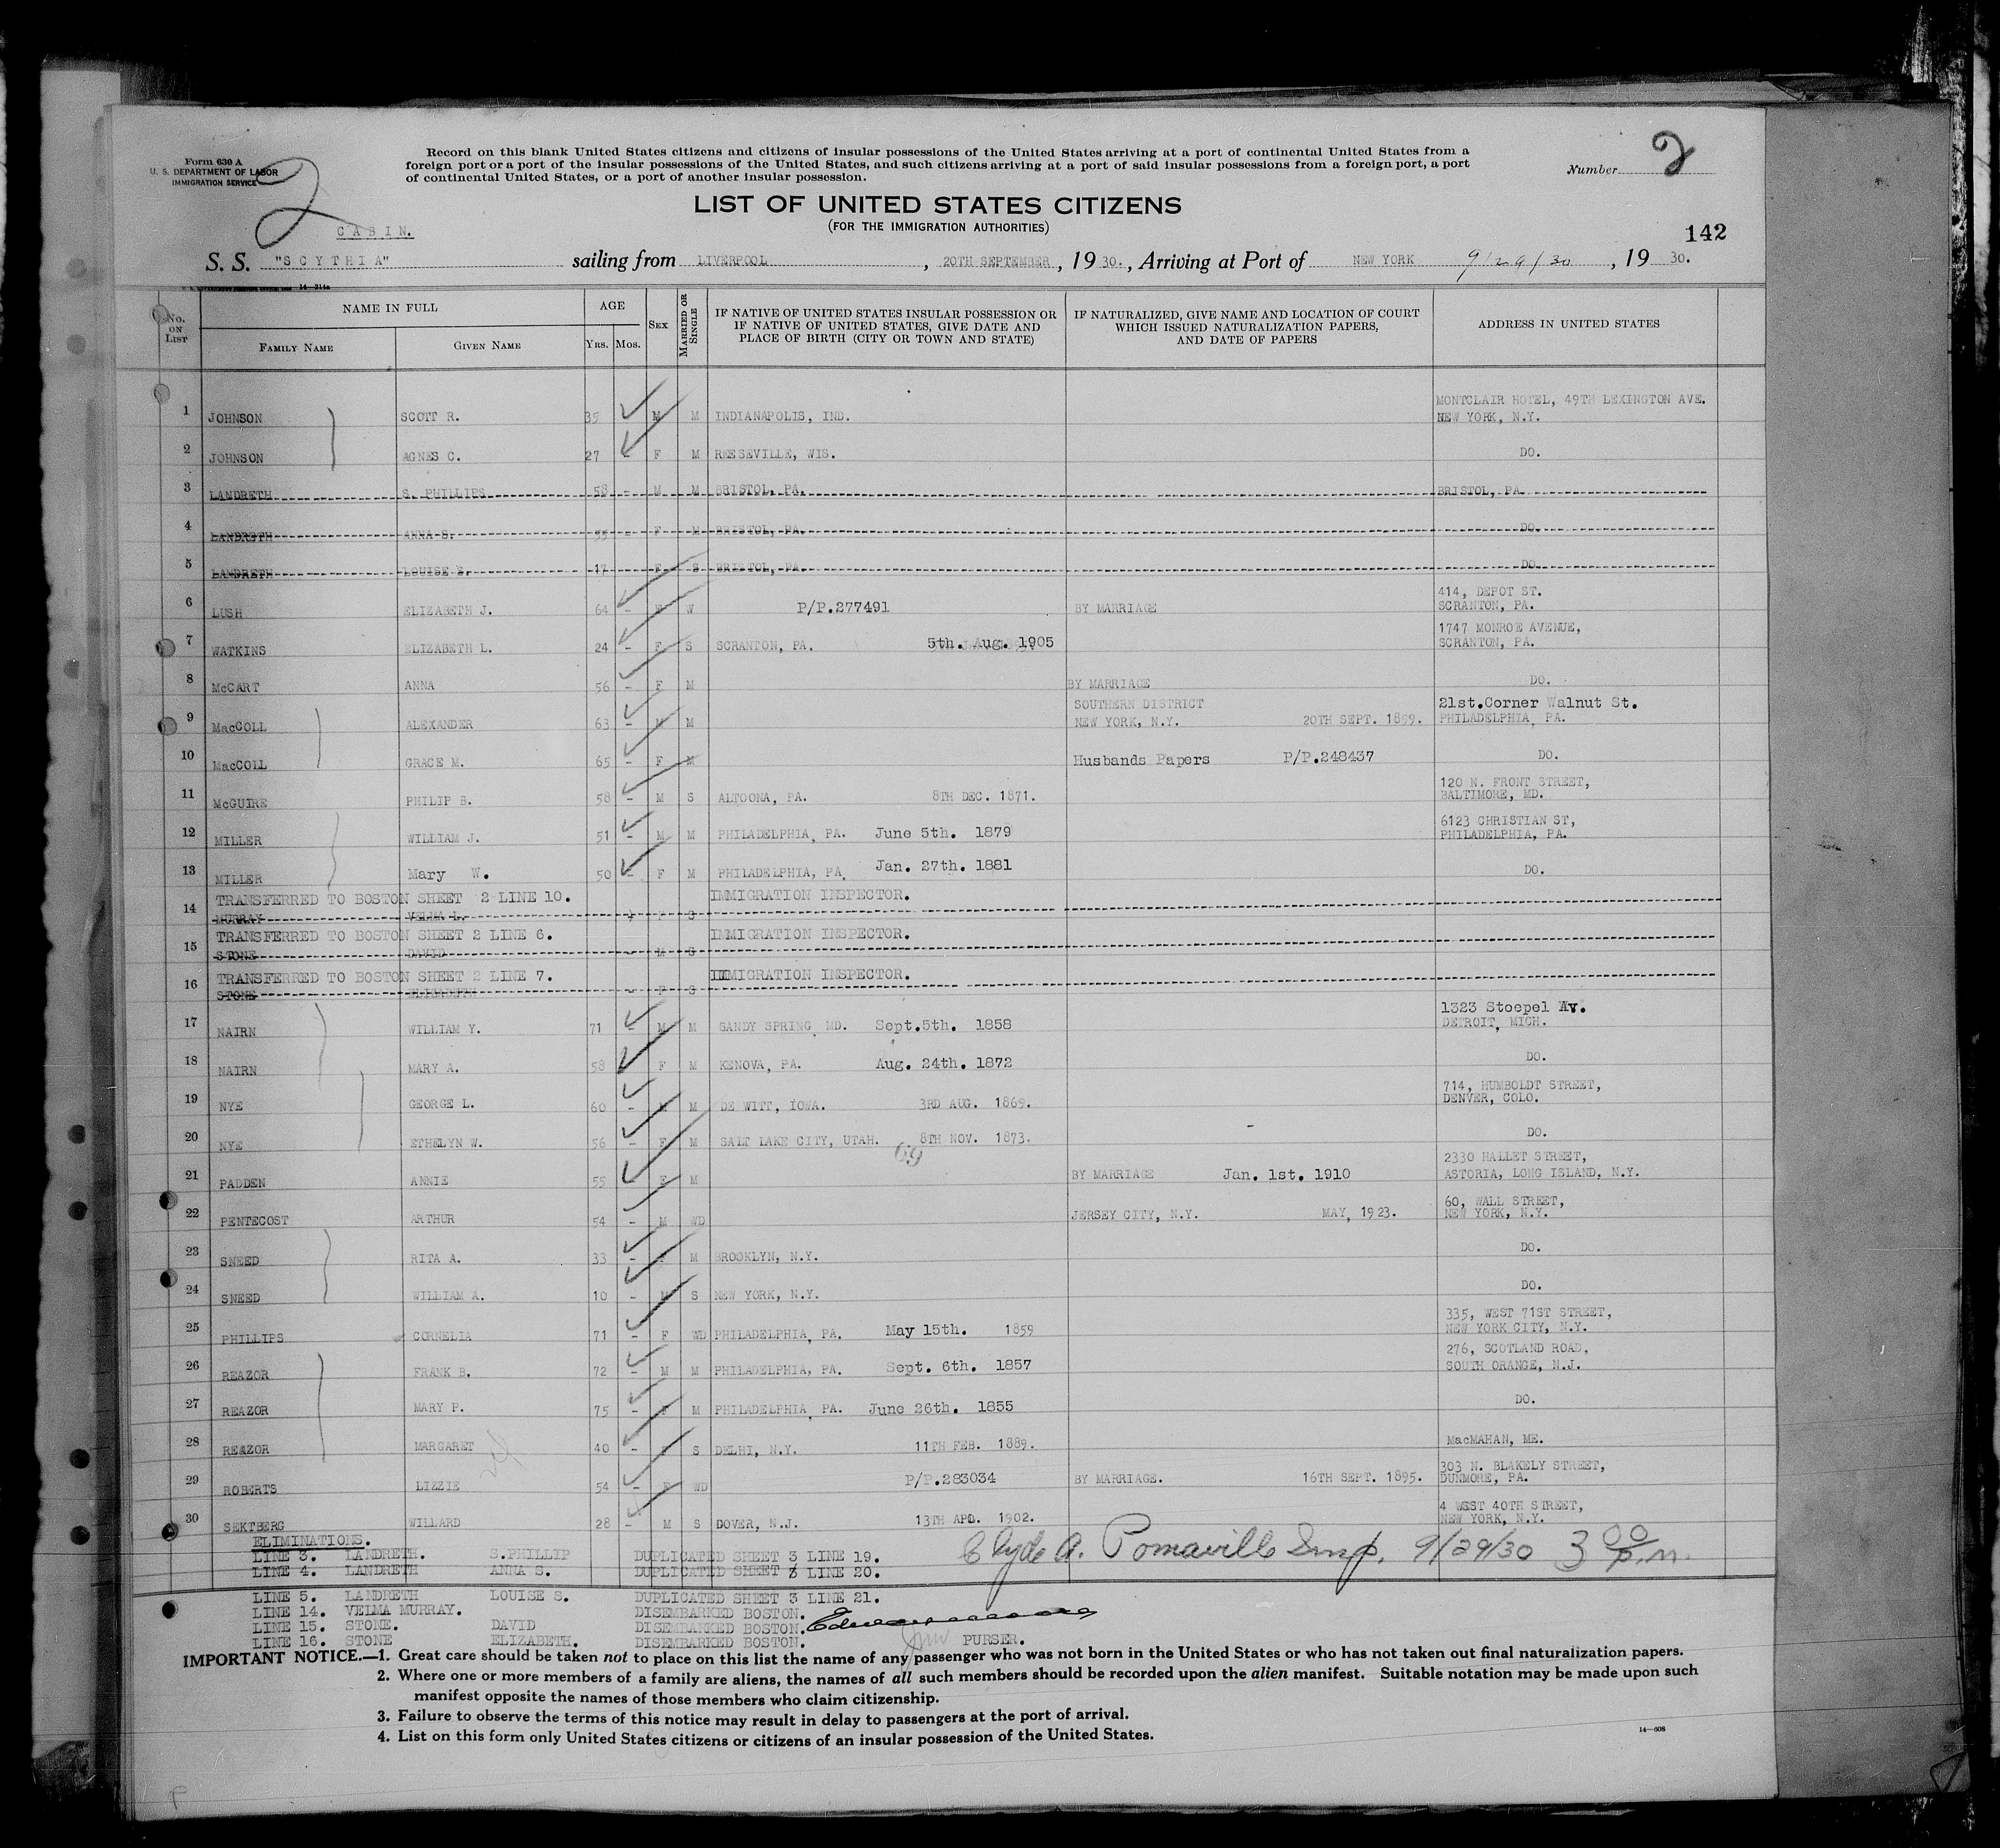 Form 630 A
U. S. DEPARTMENT OF LABOR
IMMIGRATION SERVICE
2
Record on this blank United States citizens and citizens of insular possessions of the United States arriving at a port of continental United States from a
foreign port or a port of the insular possessions of the United States, and such citizens arriving at a port of said insular possessions from a foreign port, a port
of continental United States, or a port of another insular possession.
Number 2
LIST OF UNITED STATES CITIZENS
(FOR THE IMMIGRATION AUTHORITIES)
142
CABIN.
S. S. "SCYTHIA" sailing from LIVERPOOL, 20TH SEPTEMBER, 1930., Arriving at Port of NEW YORK 9/29/30, 1930.
No. ON LIST NAME IN FULL FAMILY NAME GIVEN NAME AGE Yrs. Mos. SEX MARRIED OR SINGLE IF NATIVE OF UNITED STATES INSULAR POSSESSION OR IF NATIVE OF UNITED STATES, GIVE DATE AND PLACE OF BIRTH (CITY OR TOWN AND STATE) IF NATURALIZED, GIVE NAME AND LOCATION OF COURT WHICH ISSUED NATURALIZATION PAPERS, AND DATE OF PAPERS ADDRESS IN UNITED STATES
1 JOHNSON SCOTT R. 35 M M INDIANAPOLIS, IND. MONTCLAIR HOTEL, 49TH LEXINGTON AVE. NEW YORK, N.Y.
2 JOHNSON AGNES C. 27 - F M REESEVILLE, WIS. DO.
3 LANDRETH S. PHILLIPS 58 - M M BRISTOL, PA. BRISTOL, PA.
4 LANDRETH ANNA S. - F M BRISTOL, PA. DO.
5 LANDRETH LOUISE S. 17 F S BRISTOL, PA. DO.
6 LUSH ELIZABETH J. 64 - F W P/P.277491 BY MARRIAGE 414, DEPOT ST. SCRANTON, PA.
7 WATKINS ELIZABETH L. 24 - F S SCRANTON, PA. 5th. Aug. 1905 1747 MONROE AVENUE, SCRANTON, PA.
8 McCART ANNA 56 - F M BY MARRIAGE DO.
9 MacCOLL ALEXANDER 63 - M M SOUTHERN DISTRICT NEW YORK, N.Y. 20TH SEPT. 1899. 21st.Corner Walnut St. PHILADELPHIA, PA.
10 MacCOLL GRACE M. 65 - F M Husbands Papers P/P.248437 DO.
11 McGUIRE PHILIP B. 58 - M S ALTOONA, PA. 8TH DEC. 1871. 120 N. FRONT STREET, BALTIMORE, MD.
12 MILLER WILLIAM J. 51 - M M PHILADELPHIA, PA. June 5th. 1879 6123 CHRISTIAN ST, PHILADELPHIA, PA.
13 MILLER Mary W. 50 - F M PHILADELPHIA, PA. Jan. 27th. 1881 DO.
TRANSFERRED TO BOSTON SHEET 2 LINE 10. IMMIGRATION INSPECTOR.
14 MURRAY VELMA L. F S
TRANSFERRED TO BOSTON SHEET 2 LINE 6. IMMIGRATION INSPECTOR.
15 STONE DAVID - M S
TRANSFERRED TO BOSTON SHEET 2 LINE 7. IMMIGRATION INSPECTOR.
16 STONE ELIZABETH - F S
17 NAIRN WILLIAM Y. 71 - M M SANDY SPRING, MD. Sept.5th. 1858 1323 Stoepel Av. DETROIT, MICH.
18 NAIRN MARY A. 58 F M KENOVA, PA. Aug. 24th. 1872 DO.
19 NYE GEORGE L. 60 - M M DE WITT, IOWA. 3RD AUG. 1869. 714, HUMBOLDT STREET, DENVER, COLO.
20 NYE ETHELYN W. 56 - F M SALT LAKE CITY, UTAH. 8TH NOV. 1873. DO.
69
21 PADDEN ANNIE 55 F M BY MARRIAGE Jan. 1st. 1910 2330 HALLET STREET, ASTORIA, LONG ISLAND, N.Y.
22 PENTECOST ARTHUR 54 - M WD JERSEY CITY, N.Y. MAY, 1923. 60, WALL STREET, NEW YORK, N.Y.
23 SNEED RITA A. 33 - F M BROOKLYN, N.Y. DO.
24 SNEED WILLIAM A. 10 - M S NEW YORK, N.Y. DO.
25 PHILLIPS CORNELIA 71 - F WD PHILADELPHIA, PA. May 15th. 1859 335, WEST 71ST STREET, NEW YORK CITY, N.Y.
26 REAZOR FRANK B. 72 - M M PHILADELPHIA, PA. Sept. 6th. 1857 276, SCOTLAND ROAD, SOUTH ORANGE, N.J.
27 REAZOR MARY P. 75 - F M PHILADELPHIA, PA. June 26th. 1855 DO.
28 REAZOR MARGARET 40 - F S DELHI, N.Y. 11TH FEB. 1889. MacMAHAN, ME.
29 ROBERTS LIZZIE 54 - F WD P/P.283034 BY MARRIAGE. 16TH SEPT. 1895. 303 N. BLAKELY STREET, DUNMORE, PA.
30 SEKTBERG WILLARD 28 - M S DOVER, N.J. 13TH APO. 1902. 4 WEST 40TH STREET, NEW YORK, N.Y.
ELIMINATIONS.
LINE 3. LANDRETH. S.PHILLIP DUPLICATED SHEET 3 LINE 19.
Clyde A. Pomaville Insp. 9/29/30 3 00 p.m.
LINE 4. LANDRETH ANNA S. DUPLICATED SHEET 3 LINE 20.
LINE 5. LANDRETH LOUISE S. DUPLICATED SHEET 3 LINE 21.
LINE 14. VELMA MURRAY. DISEMBARKED BOSTON.
LINE 15. STONE. DAVID DISEMBARKED BOSTON.
LINE 16. STONE ELIZABETH. DISEMBARKED BOSTON. PURSER.
IMPORTANT NOTICE.—1. Great care should be taken not to place on this list the name of any passenger who was not born in the United States or who has not taken out final naturalization papers.
2. Where one or more members of a family are aliens, the names of all such members should be recorded upon the alien manifest. Suitable notation may be made upon such
manifest opposite the names of those members who claim citizenship.
3. Failure to observe the terms of this notice may result in delay to passengers at the port of arrival.
4. List on this form only United States citizens or citizens of an insular possession of the United States.
14—608